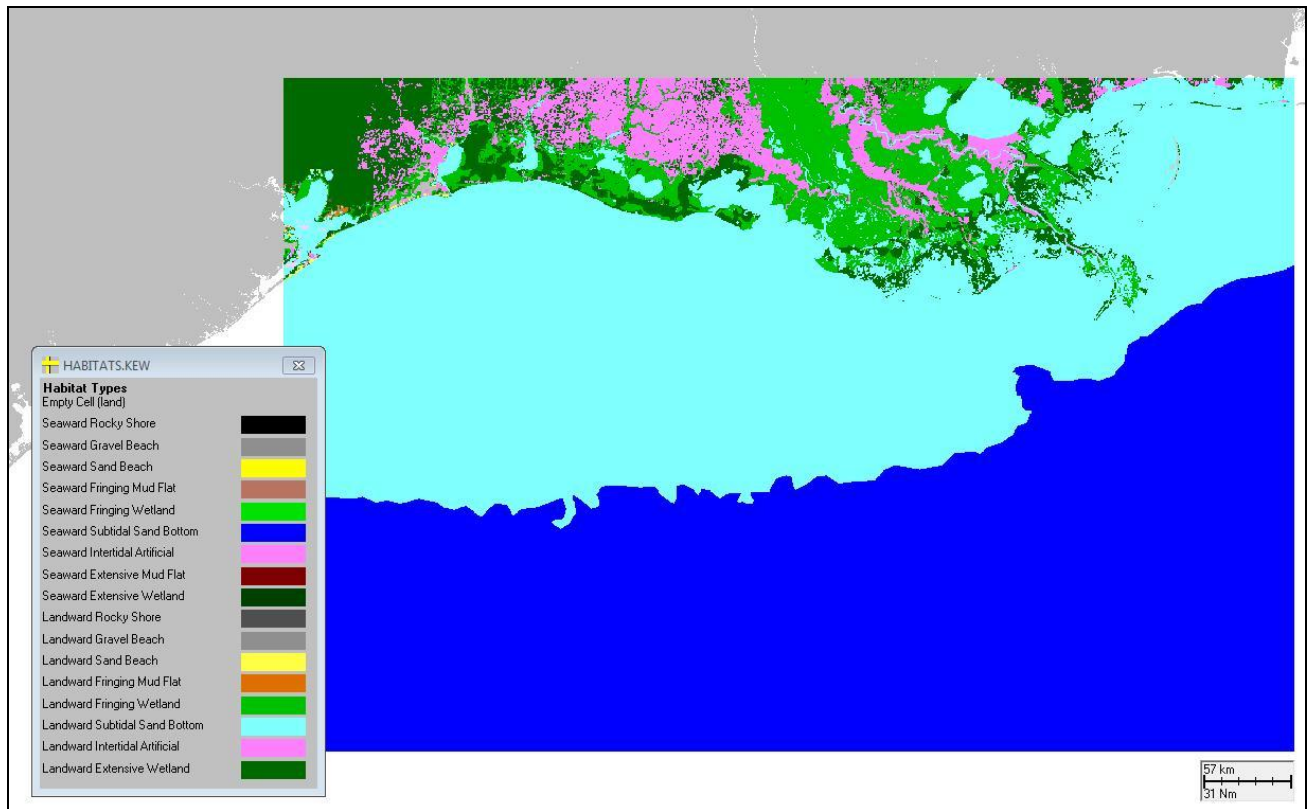 HABITATS.KEW
Habitat Types
Empty Cell (land)
Seaward Rocky Shore
Seaward Gravel Beach
Seaward Sand Beach
Seaward Fringing Mud Flat
Seaward Fringing Wetland
Seaward Subtidal Sand Bottom
Seaward Intertidal Artificial
Seaward Extensive Mud Flat
Seaward Extensive Wetland
Landward Rocky Shore
Landward Gravel Beach
Landward Sand Beach
Landward Fringing Mud Flat
Landward Fringing Wetland
Landward Subtidal Sand Bottom
Landward Intertidal Artificial
Landward Extensive Wetland
57 km
31 Nm